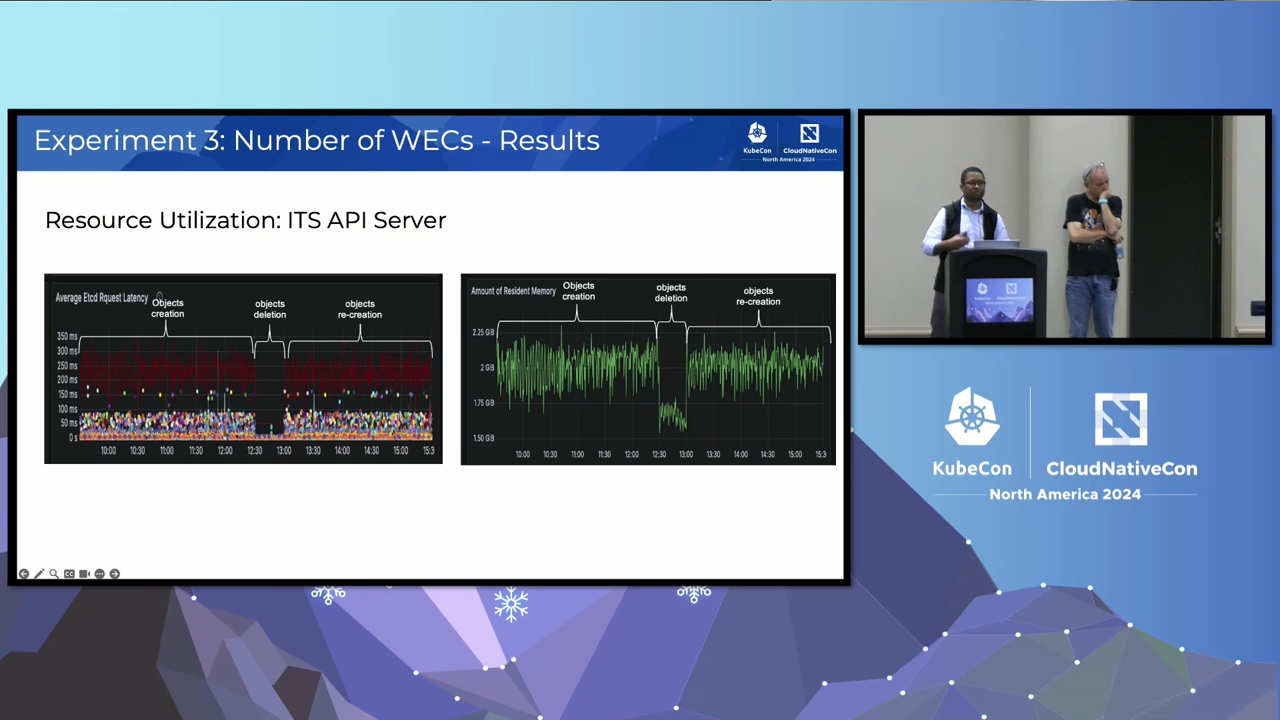 Experiment 3: Number of WECs - Results
KubeCon
CloudNativeCon
North America 2024
Resource Utilization: ITS API Server
Average Etcd Rquest Latency
Objects
creation
objects
deletion
objects
re-creation
350 ms
300 ms
250 ms
200 ms
150 ms
100 ms
50 ms
0 s
10:00 10:30 11:00 11:30 12:00 12:30 13:00 13:30 14:00 14:30 15:00 15:3
Amount of Resident Memory
Objects
creation
objects
deletion
objects
re-creation
2.25 GiB
2 GiB
1.75 GiB
1.50 GiB
10:00 10:30 11:00 11:30 12:00 12:30 13:00 13:30 14:00 14:30 15:00 15:3
KubeCon
CloudNativeCon
North America 2024